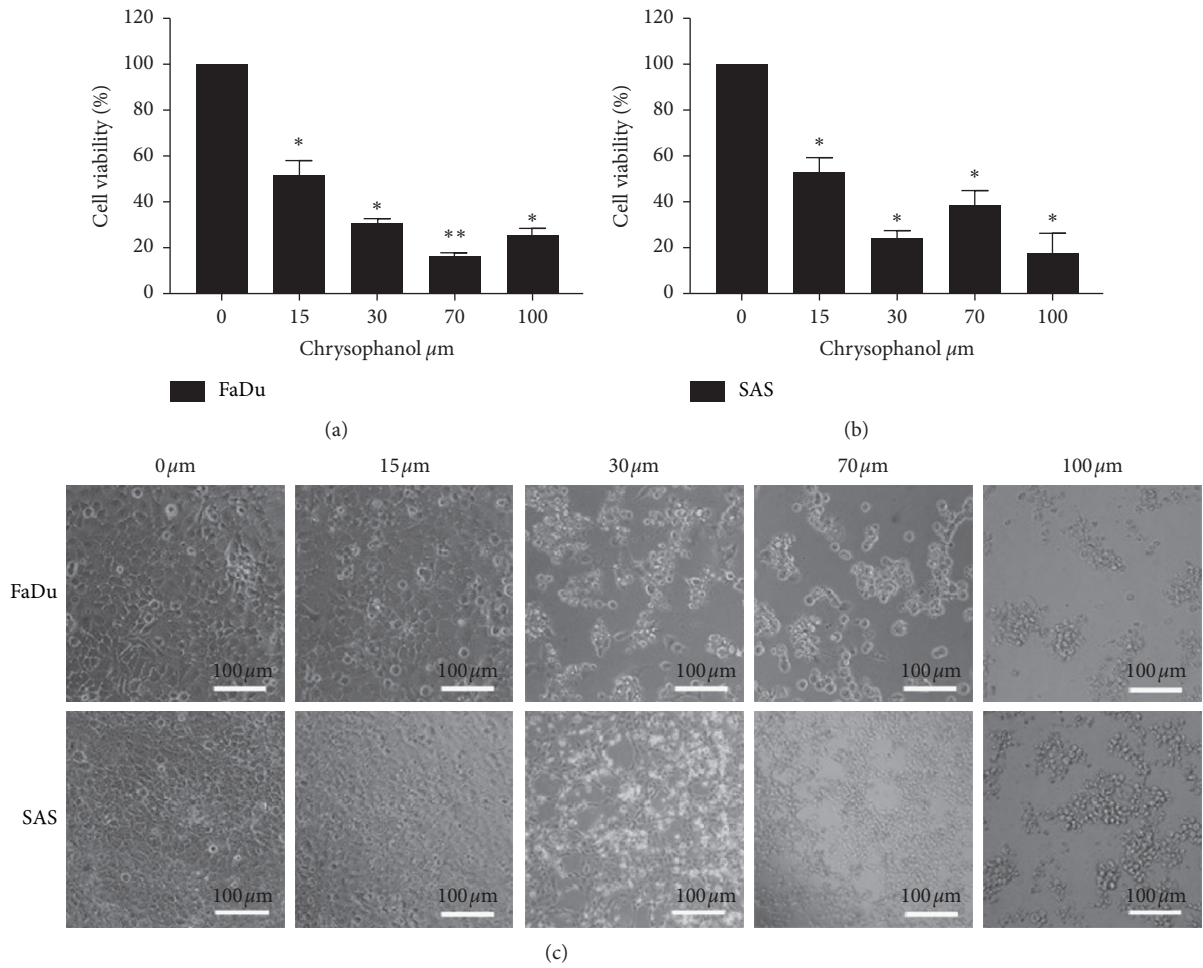 120
100
80
60
40
20
0
Cell viability (%)
*
*
**
*
0 15 30 70 100
Chrysophanol μm
FaDu
(a)
120
100
80
60
40
20
0
Cell viability (%)
*
*
*
*
0 15 30 70 100
Chrysophanol μm
SAS
(b)
0 μm 15 μm 30 μm 70 μm 100 μm
FaDu
100 μm 100 μm 100 μm 100 μm 100 μm
SAS
100 μm 100 μm 100 μm 100 μm 100 μm
(c)